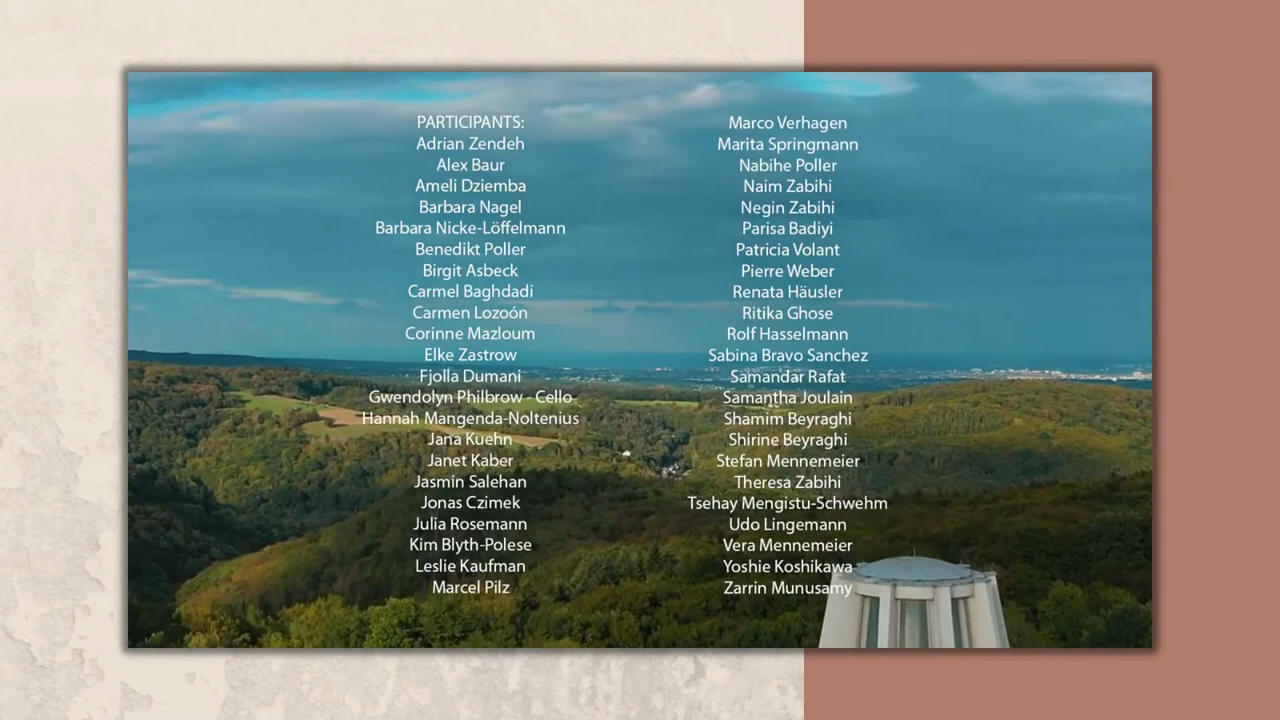 PARTICIPANTS:
Adrian Zendeh
Alex Baur
Ameli Dziemba
Barbara Nagel
Barbara Nicke-Löffelmann
Benedikt Poller
Birgit Asbeck
Carmel Baghdadi
Carmen Lozoón
Corinne Mazloum
Elke Zastrow
Fjolla Dumani
Gwendolyn Philbrow - Cello
Hannah Mangenda-Noltenius
Jana Kuehn
Janet Kaber
Jasmin Salehan
Jonas Czimek
Julia Rosemann
Kim Blyth-Polese
Leslie Kaufman
Marcel Pilz
Marco Verhagen
Marita Springmann
Nabihe Poller
Naim Zabihi
Negin Zabihi
Parisa Badiyi
Patricia Volant
Pierre Weber
Renata Häusler
Ritika Ghose
Rolf Hasselmann
Sabina Bravo Sanchez
Samandar Rafat
Samantha Joulain
Shamim Beyraghi
Shirine Beyraghi
Stefan Mennemeier
Theresa Zabihi
Tsehay Mengistu-Schwehm
Udo Lingemann
Vera Mennemeier
Yoshie Koshikawa
Zarrin Munusamy